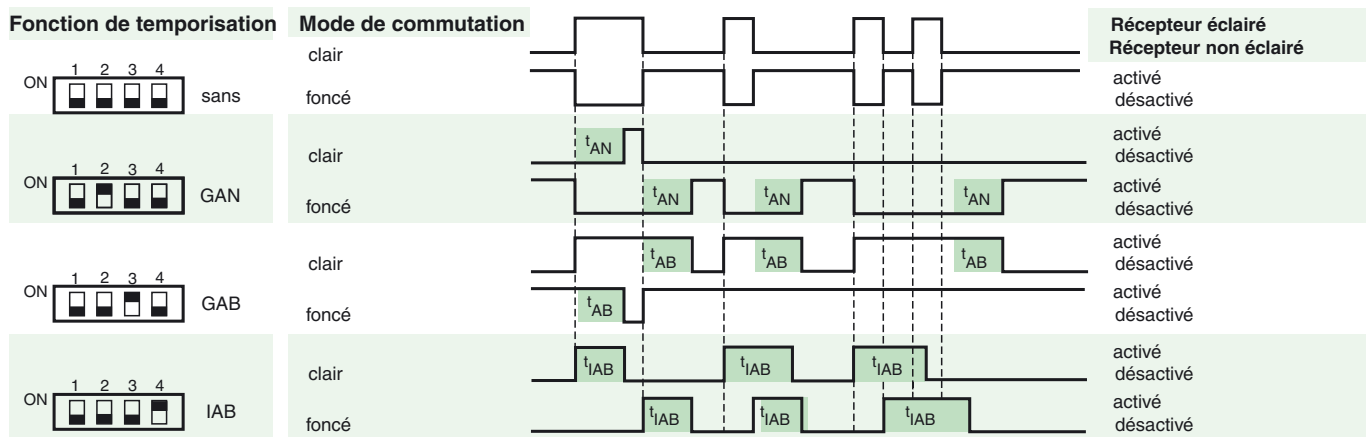 Fonction de temporisation
Mode de commutation
Récepteur éclairé
Récepteur non éclairé
clair
ON 1 2 3 4 sans
foncé
activé
désactivé
clair
tAN
activé
désactivé
ON 1 2 3 4 GAN
foncé
tAN tAN tAN
activé
désactivé
clair
tAB tAB tAB
activé
désactivé
ON 1 2 3 4 GAB
foncé
tAB
activé
désactivé
clair
tIAB tIAB tIAB
activé
désactivé
ON 1 2 3 4 IAB
foncé
tIAB tIAB tIAB
activé
désactivé